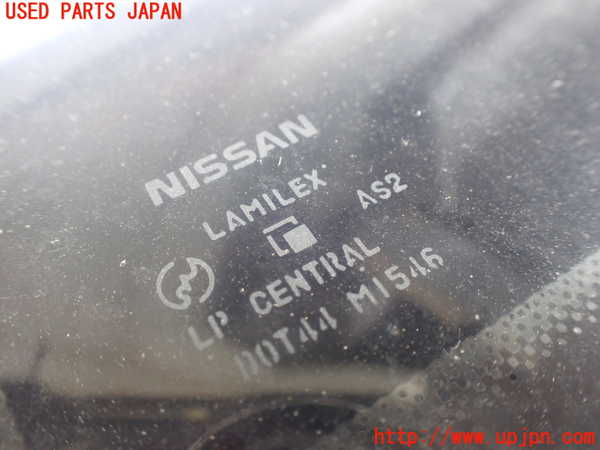 USED PARTS JAPAN
NISSAN
LAMILEX AS2
LP CENTRAL
DOT44 M1546
http://www.upjpn.com/